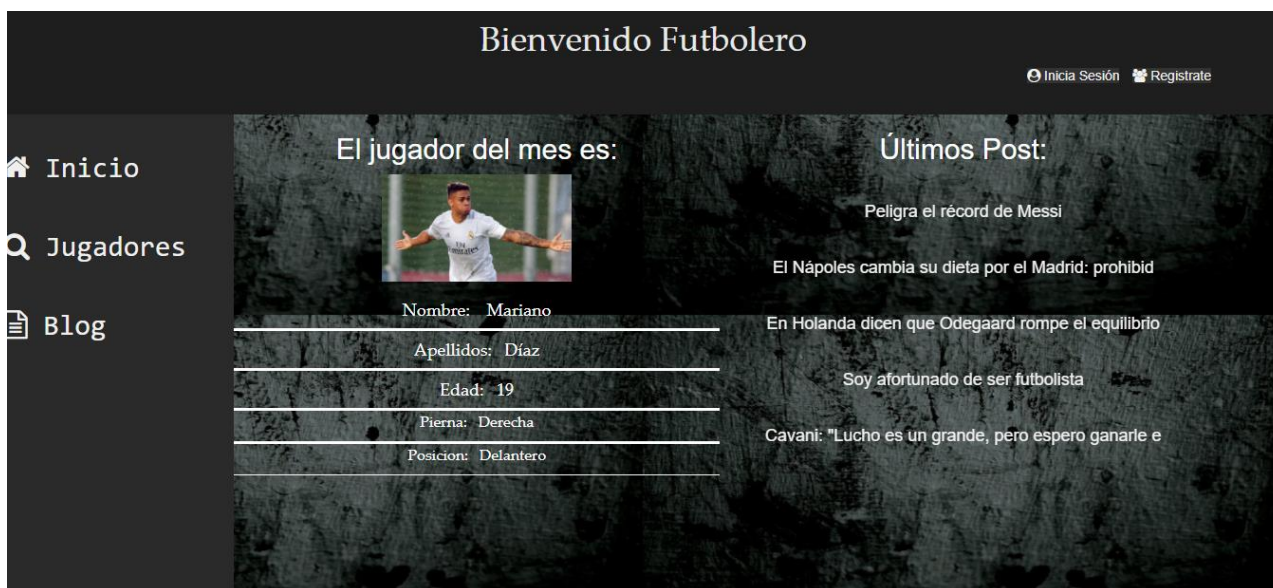 Bienvenido Futbolero
Inicia Sesión Registrate
Inicio
Jugadores
Blog
El jugador del mes es:
Fly
Emirates
Nombre: Mariano
Apellidos: Díaz
Edad: 19
Pierna: Derecha
Posicion: Delantero
Últimos Post:
Peligra el récord de Messi
El Nápoles cambia su dieta por el Madrid: prohibid
En Holanda dicen que Odegaard rompe el equilibrio
Soy afortunado de ser futbolista
Cavani: "Lucho es un grande, pero espero ganarle e